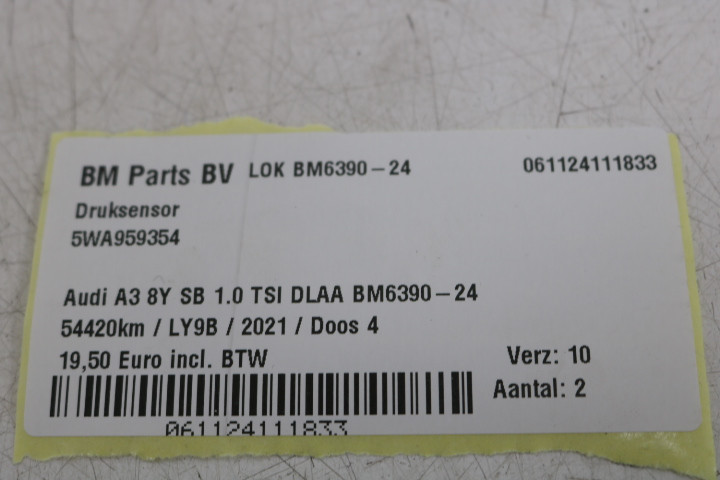 BM Parts BV LOK BM6390-24 061124111833
Druksensor
5WA959354
Audi A3 8Y SB 1.0 TSI DLAA BM6390-24
54420km / LY9B / 2021 / Doos 4
19,50 Euro incl. BTW Verz: 10
Aantal: 2
061124111833